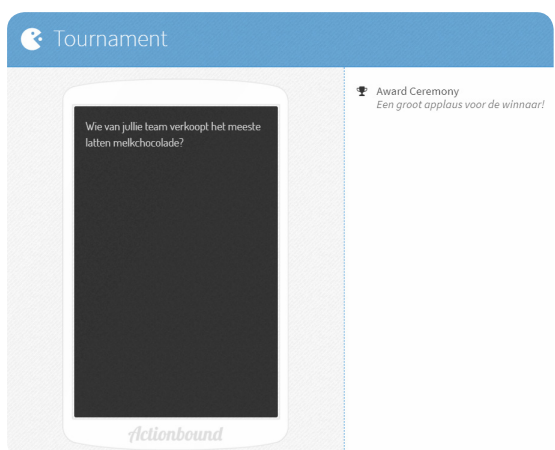 Tournament
Wie van jullie team verkoopt het meeste
latten melkchocolade?
Actionbound
Award Ceremony
Een groot applaus voor de winnaar!